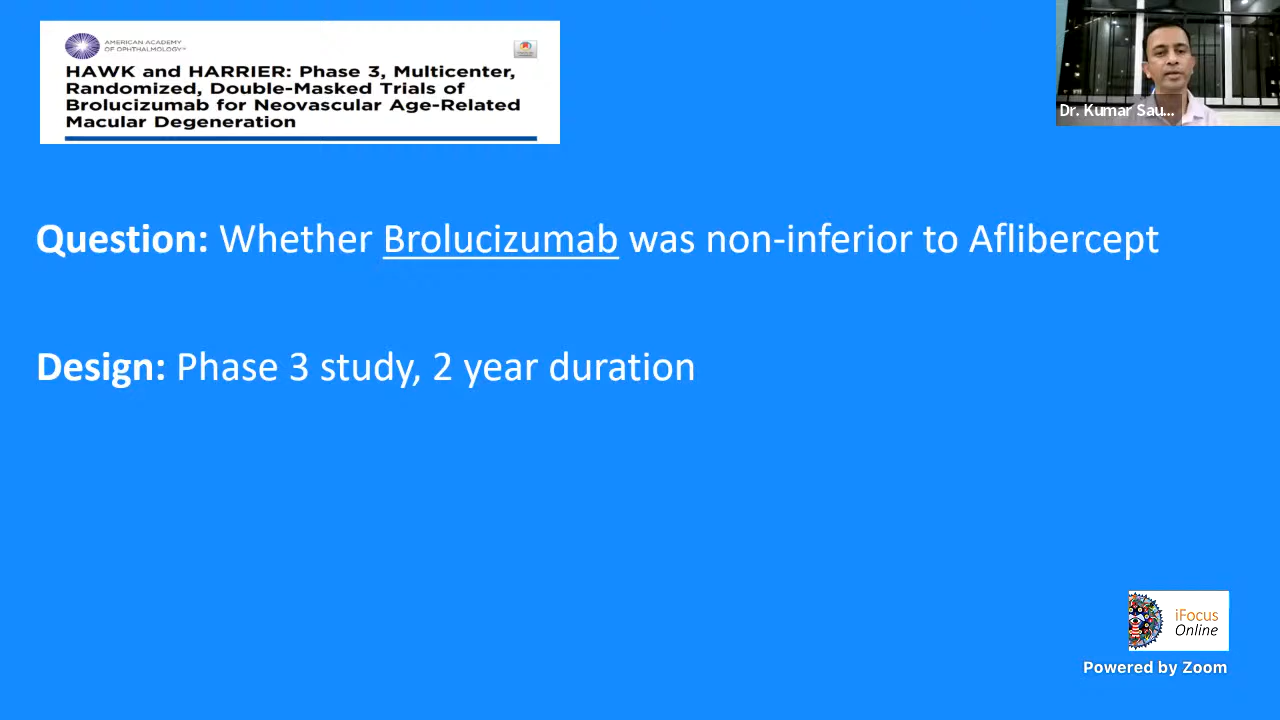 AMERICAN ACADEMY
OF OPHTHALMOLOGY
HAWK and HARRIER: Phase 3, Multicenter,
Randomized, Double-Masked Trials of
Brolucizumab for Neovascular Age-Related
Macular Degeneration
Dr. Kumar Sau...
Question: Whether Brolucizumab was non-inferior to Aflibercept
Design: Phase 3 study, 2 year duration
iFocus
Online
Powered by Zoom